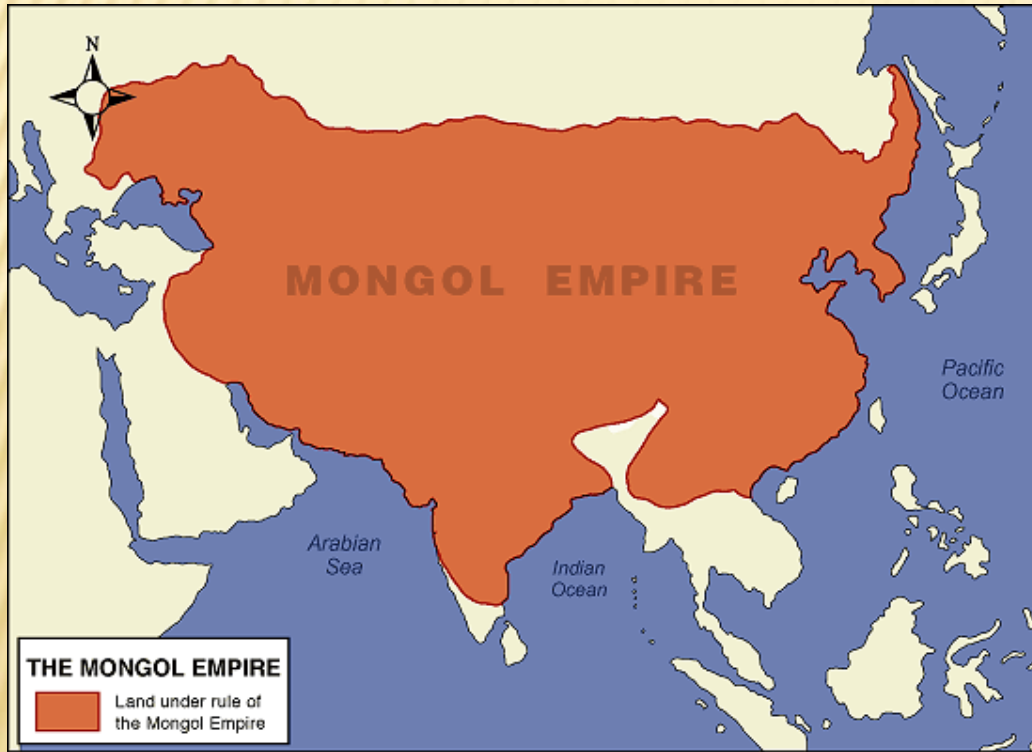 N
MONGOL EMPIRE
Pacific
Ocean
Arabian
Sea
Indian
Ocean
THE MONGOL EMPIRE
Land under rule of
the Mongol Empire